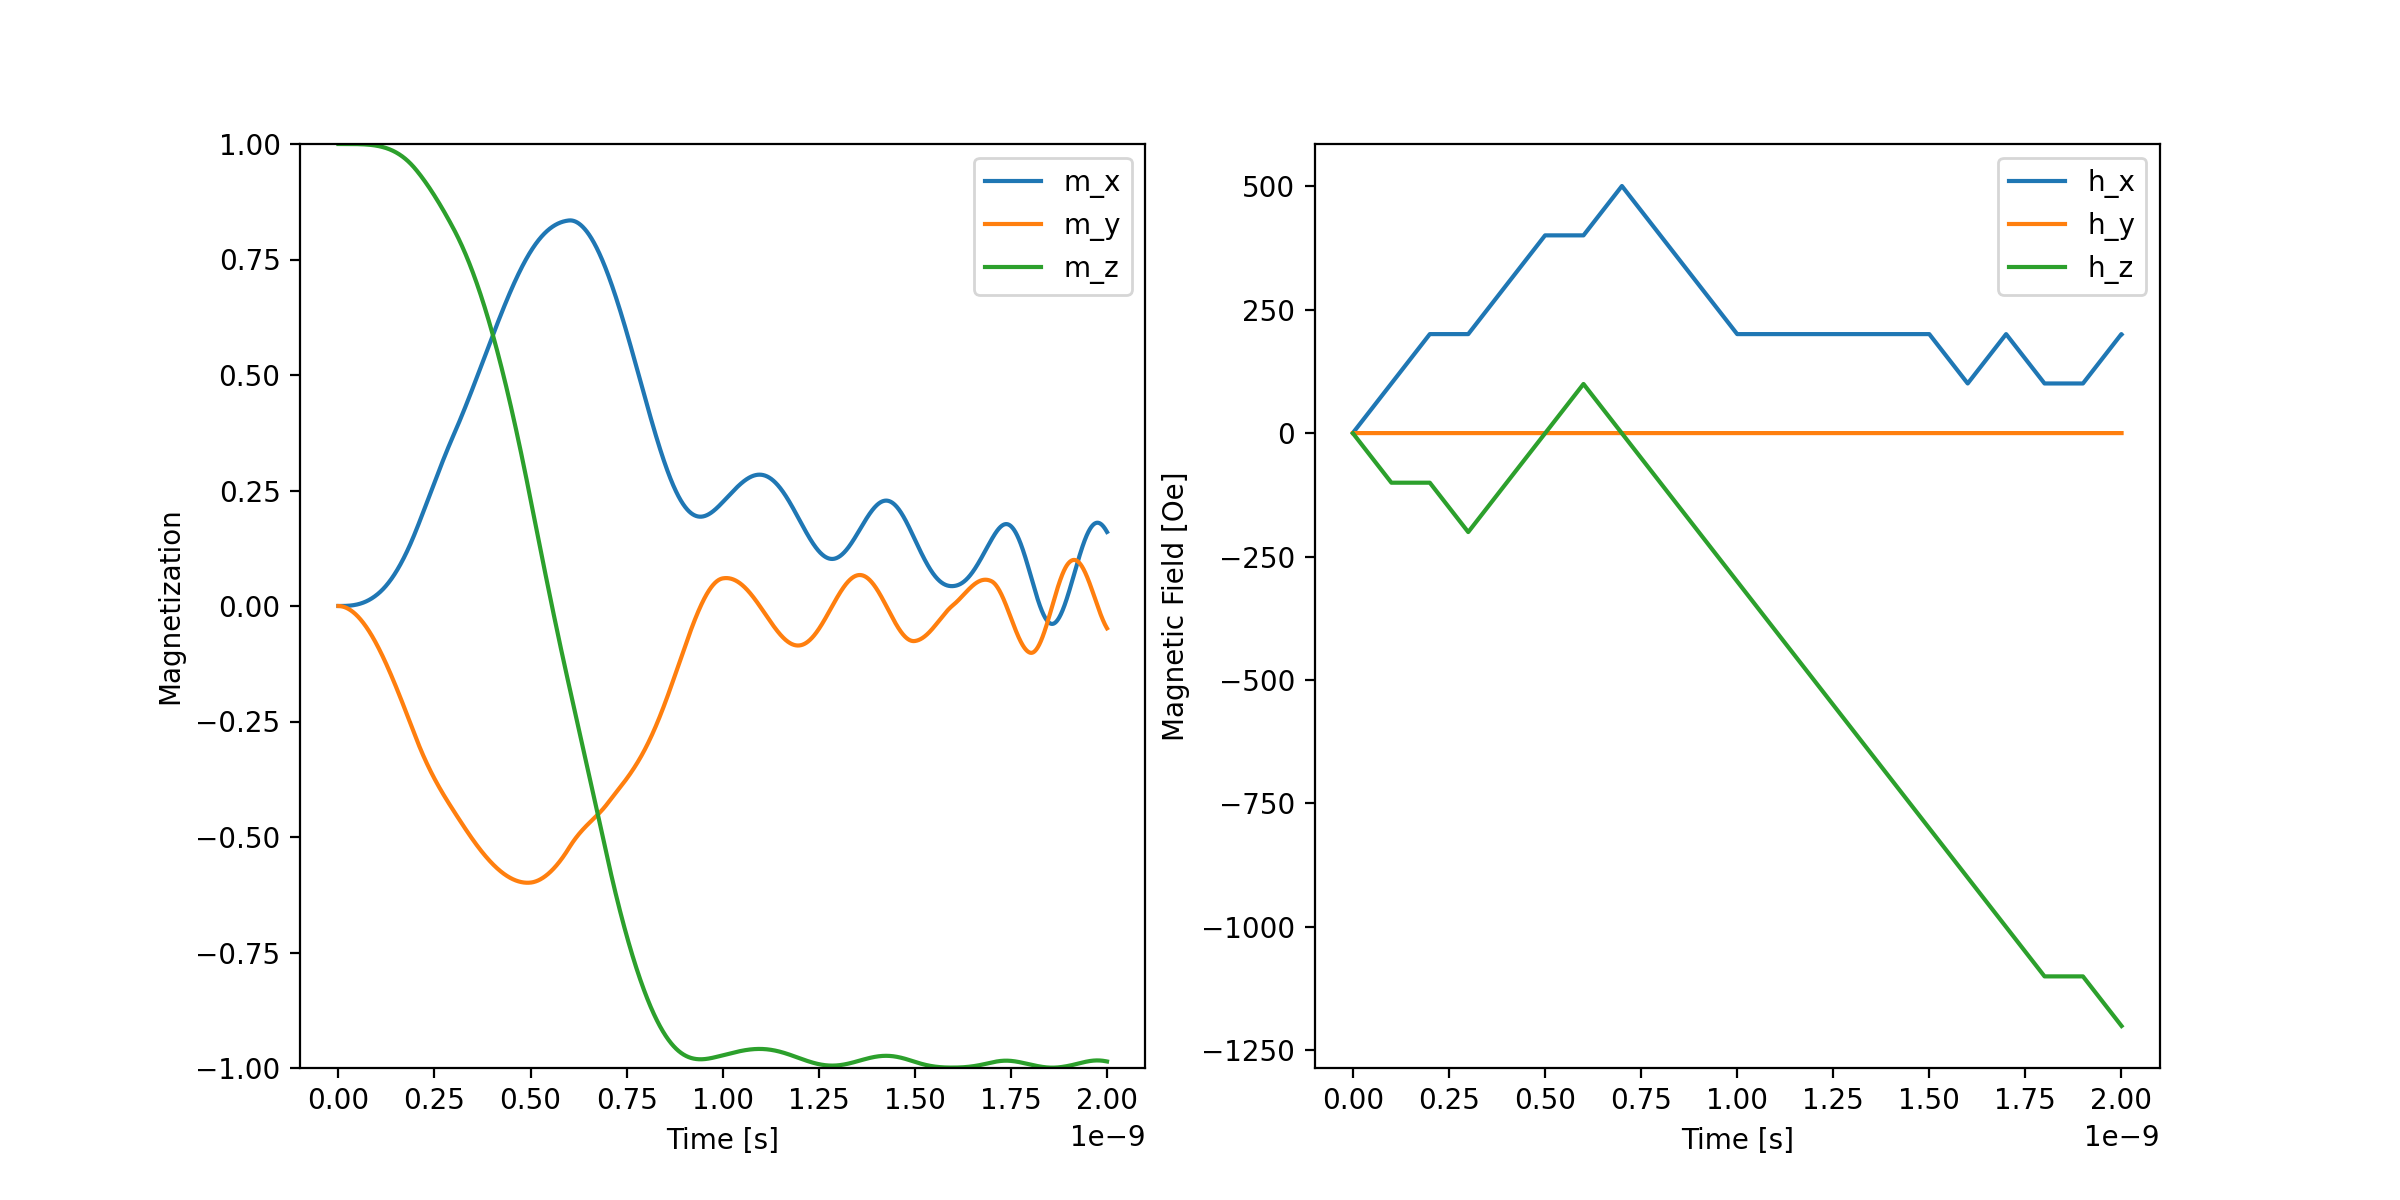 Magnetization
1.00
0.75
0.50
0.25
0.00
−0.25
−0.50
−0.75
−1.00
m_x
m_y
m_z
0.00 0.25 0.50 0.75 1.00 1.25 1.50 1.75 2.00
Time [s]
1e−9
Magnetic Field [Oe]
500
250
0
−250
−500
−750
−1000
−1250
h_x
h_y
h_z
0.00 0.25 0.50 0.75 1.00 1.25 1.50 1.75 2.00
Time [s]
1e−9